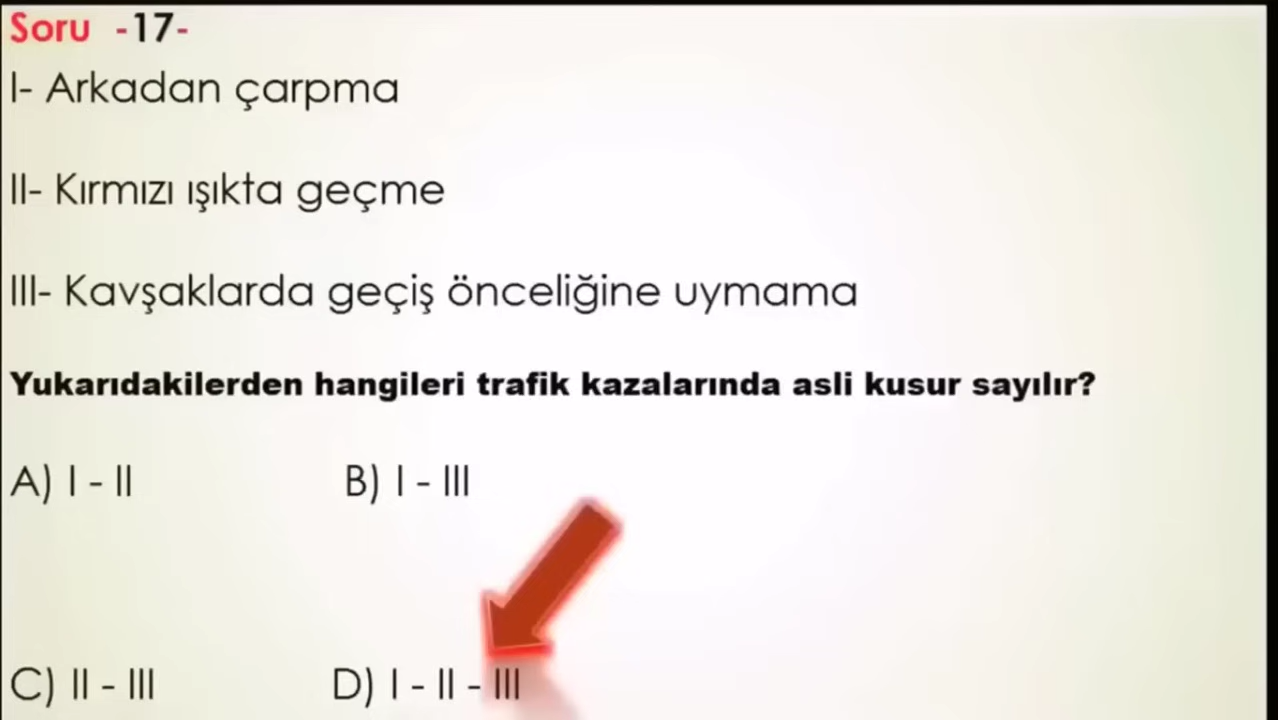 Soru -17-
I- Arkadan çarpma
II- Kırmızı ışıkta geçme
III- Kavşaklarda geçiş önceliğine uymama
Yukarıdakilerden hangileri trafik kazalarında asli kusur sayılır?
A) I - II B) I - III
C) II - III D) I - II - III